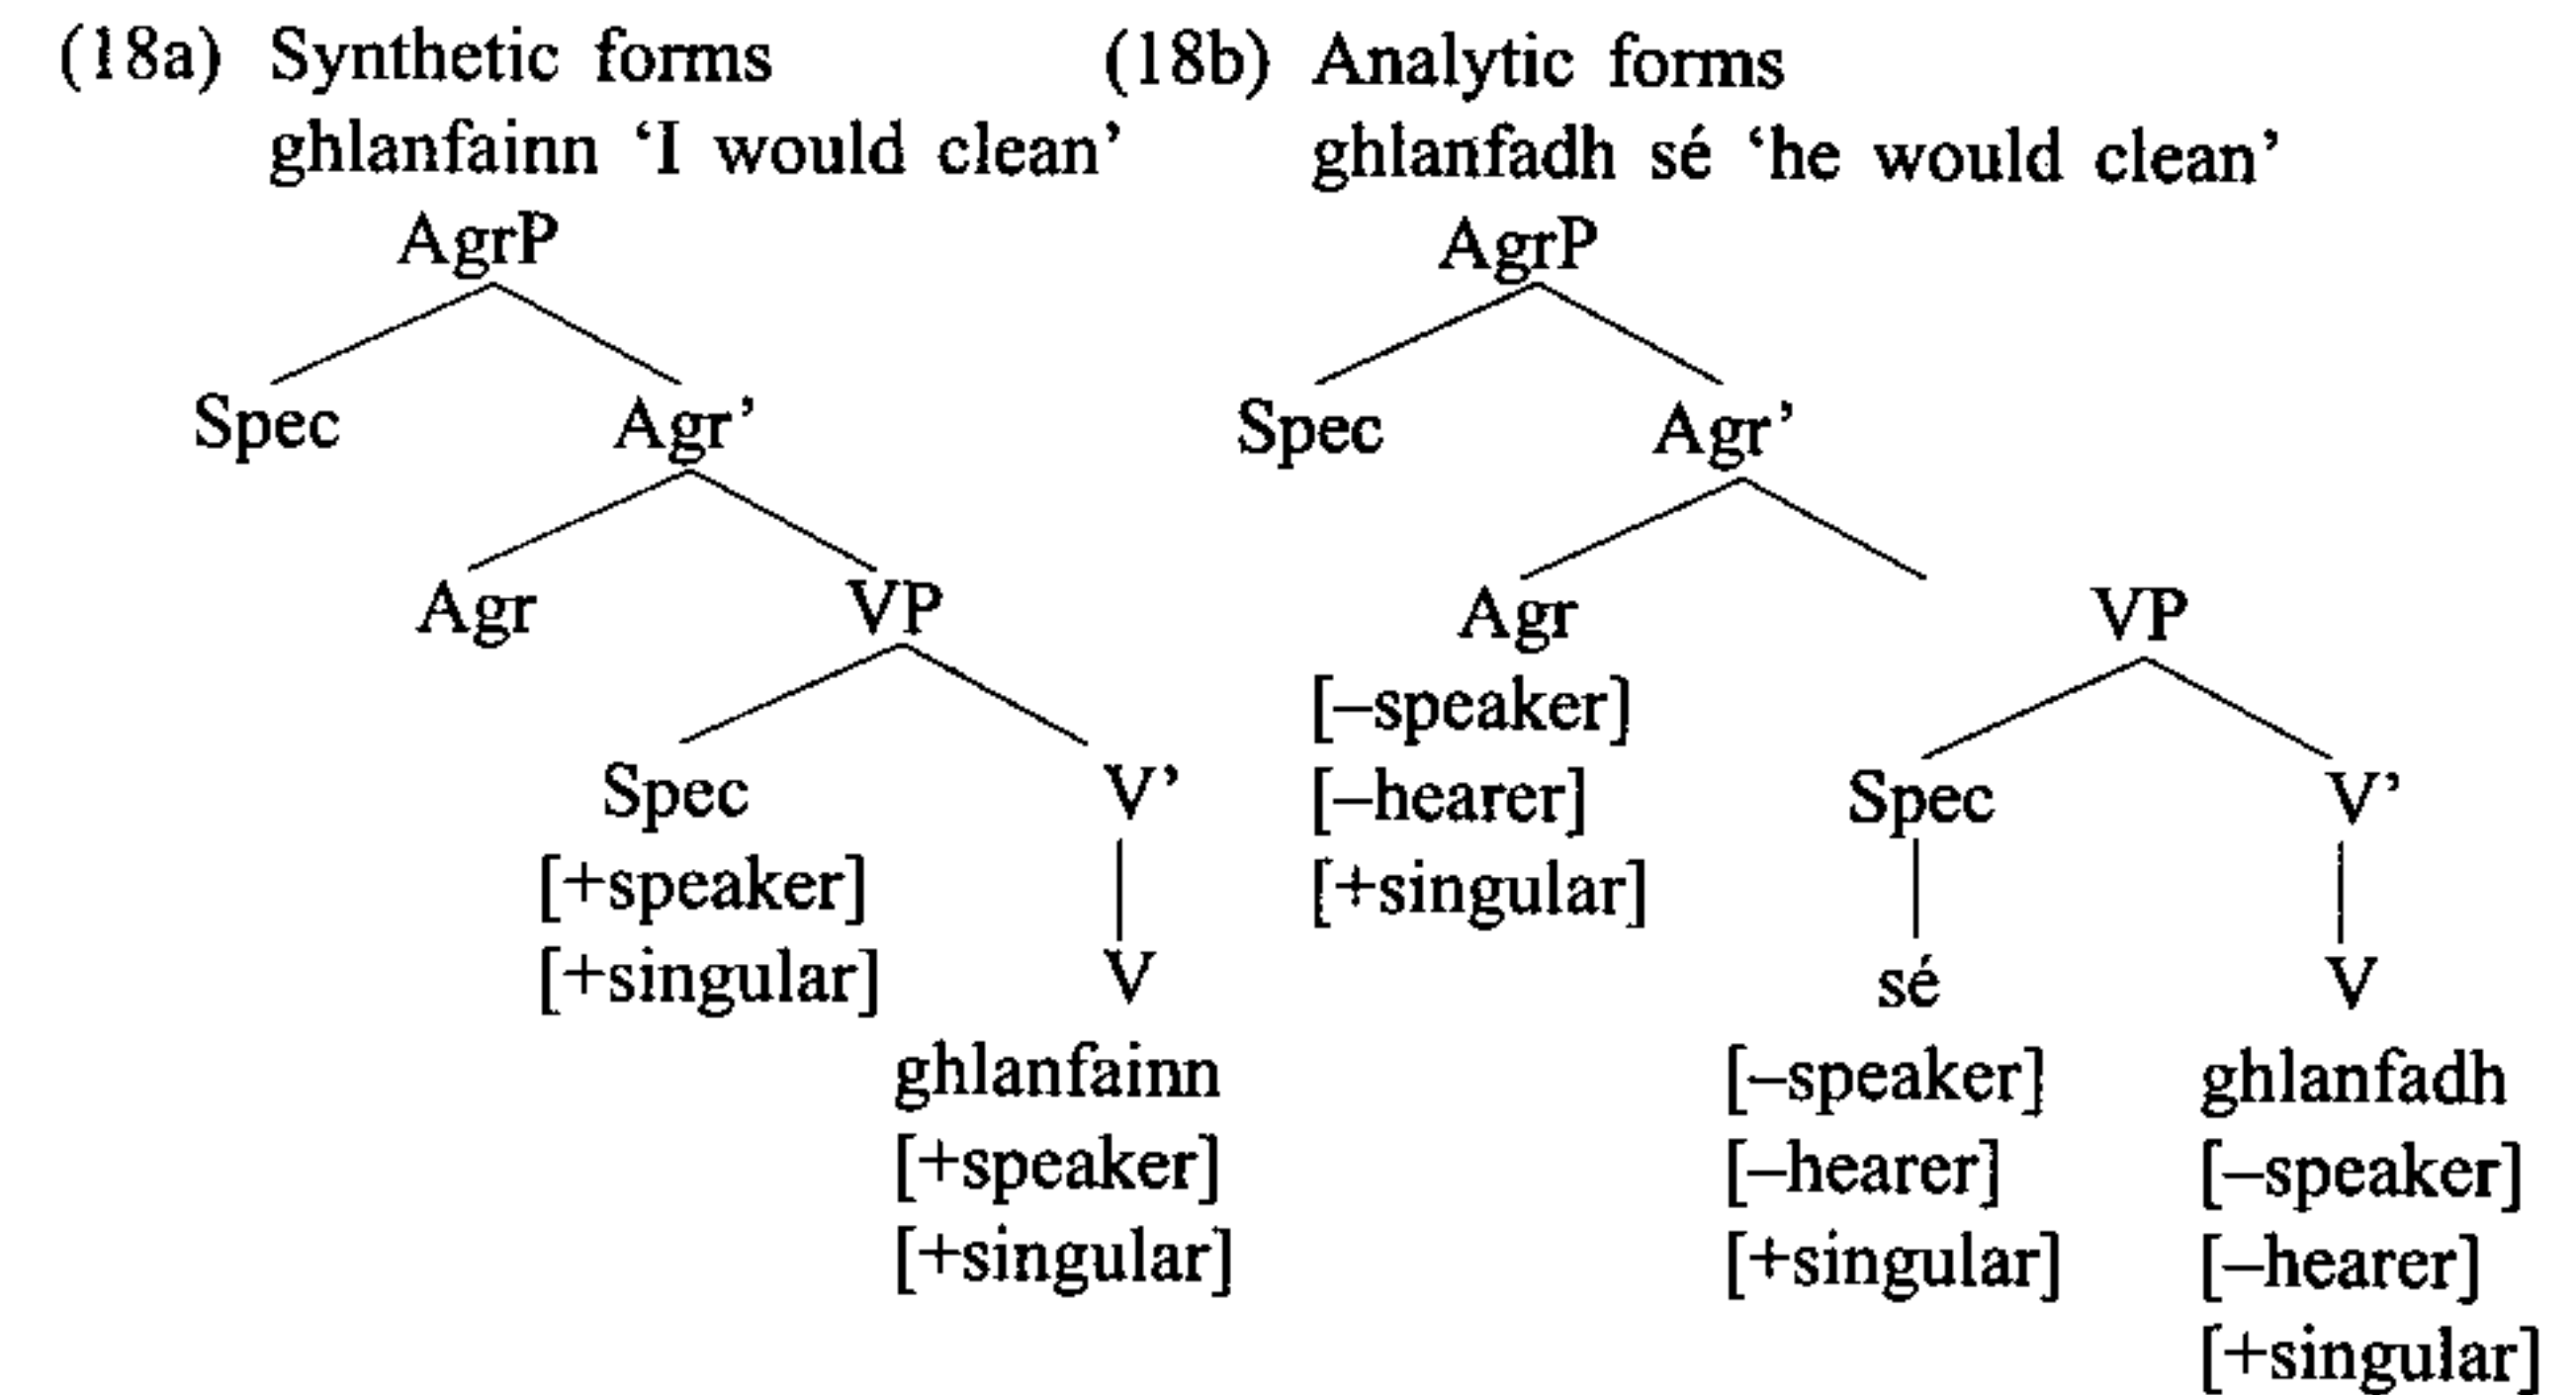 (18a) Synthetic forms
ghlanfainn ‘I would clean’
AgrP
Spec Agr’
Agr VP
Spec V’
[+speaker]
[+singular] V
ghlanfainn
[+speaker]
[+singular]
(18b) Analytic forms
ghlanfadh sé ‘he would clean’
AgrP
Spec Agr’
Agr VP
[–speaker]
[–hearer] Spec V’
[+singular]
sé V
[–speaker] ghlanfadh
[–hearer] [–speaker]
[+singular] [–hearer]
[+singular]